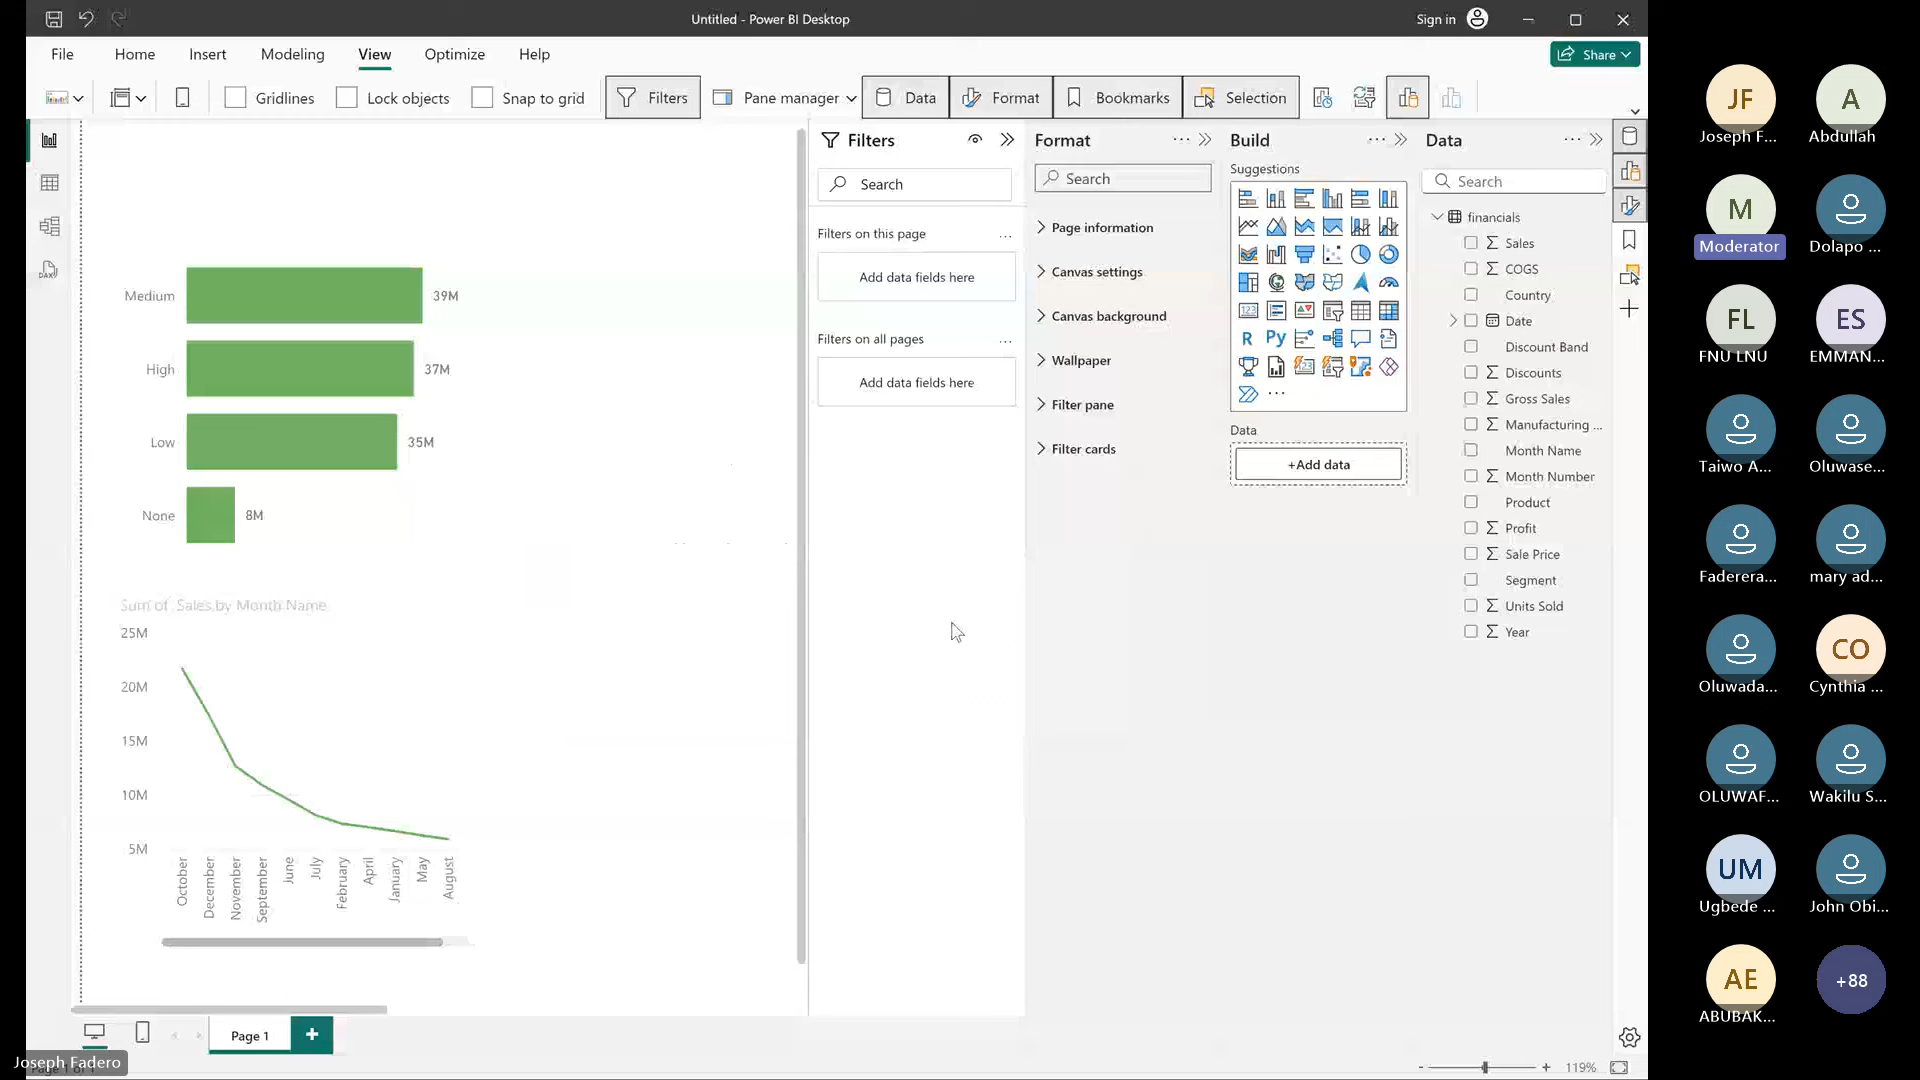 Untitled - Power BI Desktop
Sign in
File
Home
Insert
Modeling
View
Optimize
Help
Share
Gridlines
Lock objects
Snap to grid
Filters
Pane manager
Data
Format
Bookmarks
Selection
Medium
39M
High
37M
Low
35M
None
8M
Sum of Sales by Month Name
25M
20M
15M
10M
5M
October
December
November
September
June
July
February
April
January
May
August
Filters
Search
Filters on this page
...
Add data fields here
Filters on all pages
...
Add data fields here
Format
...
Search
Page information
Canvas settings
Canvas background
Wallpaper
Filter pane
Filter cards
Build
...
Suggestions
123
R
Py
123
...
Data
+Add data
Data
...
Search
financials
Sales
COGS
Country
Date
Discount Band
Discounts
Gross Sales
Manufacturing ...
Month Name
Month Number
Product
Profit
Sale Price
Segment
Units Sold
Year
Page 1
Joseph Fadero
- + 119%
JF
Joseph F...
A
Abdullah
M
Moderator
Dolapo ...
FL
FNU LNU
ES
EMMAN...
Taiwo A...
Oluwase...
Faderera...
mary ad...
Oluwada...
CO
Cynthia ...
OLUWAF...
Wakilu S...
UM
Ugbede ...
John Obi...
AE
ABUBAK...
+88